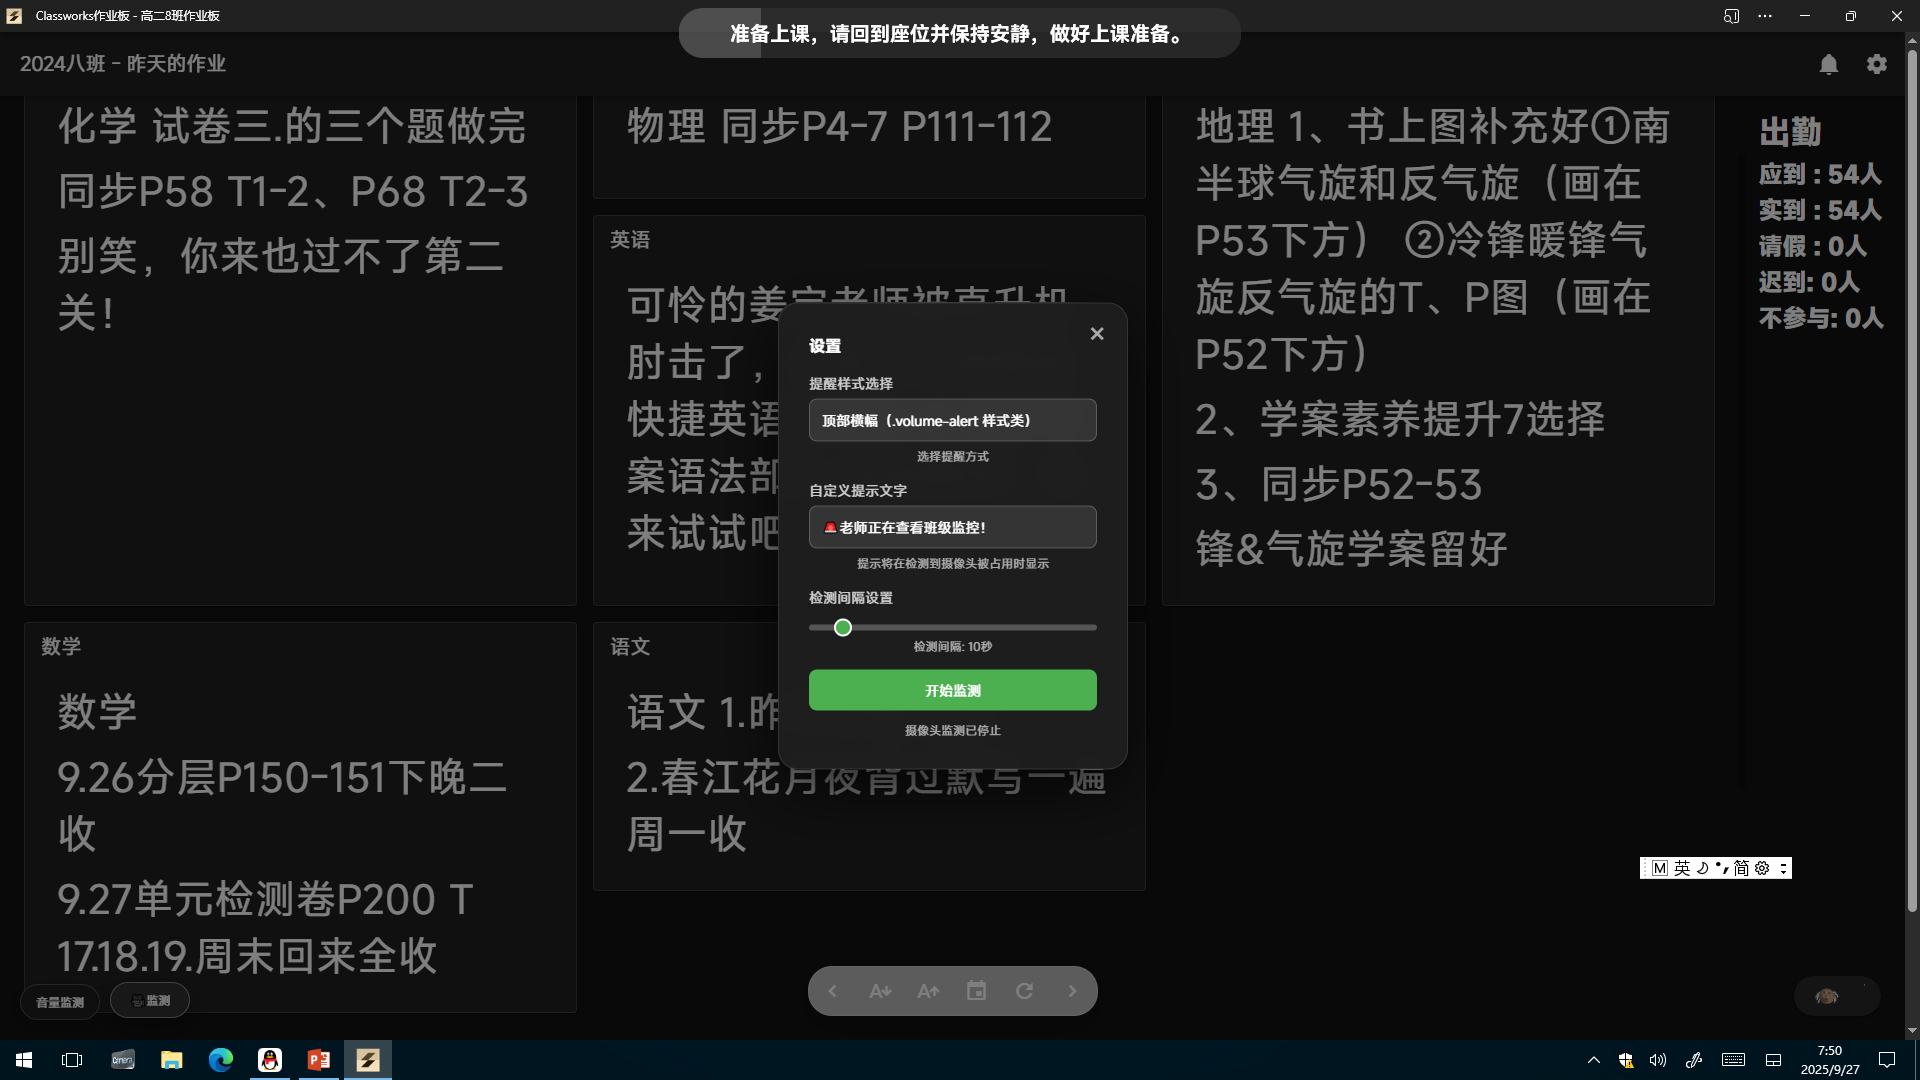 Classworks作业板 - 高二8班作业板
准备上课，请回到座位并保持安静，做好上课准备。
2024八班 - 昨天的作业
化学 试卷三.的三个题做完
同步P58 T1-2、P68 T2-3
别笑，你来也过不了第二
关！
物理 同步P4-7 P111-112
英语
可怜的姜宜老师被直升机
肘击了，
快捷英语
案语法部
来试试吧
地理 1、书上图补充好①南
半球气旋和反气旋（画在
P53下方） ②冷锋暖锋气
旋反气旋的T、P图（画在
P52下方）
2、学案素养提升7选择
3、同步P52-53
锋&气旋学案留好
出勤
应到 : 54人
实到 : 54人
请假 : 0人
迟到: 0人
不参与: 0人
设置
提醒样式选择
顶部横幅（.volume-alert 样式类）
选择提醒方式
自定义提示文字
🚨老师正在查看班级监控！
提示将在检测到摄像头被占用时显示
检测间隔设置
检测间隔: 10秒
开始监测
摄像头监测已停止
数学
数学
9.26分层P150-151下晚二
收
9.27单元检测卷P200 T
17.18.19.周末回来全收
语文
语文 1.昨
2.春江花月夜背过默写一遍
周一收
音量监测
监测
M 英 简
7:50
2025/9/27